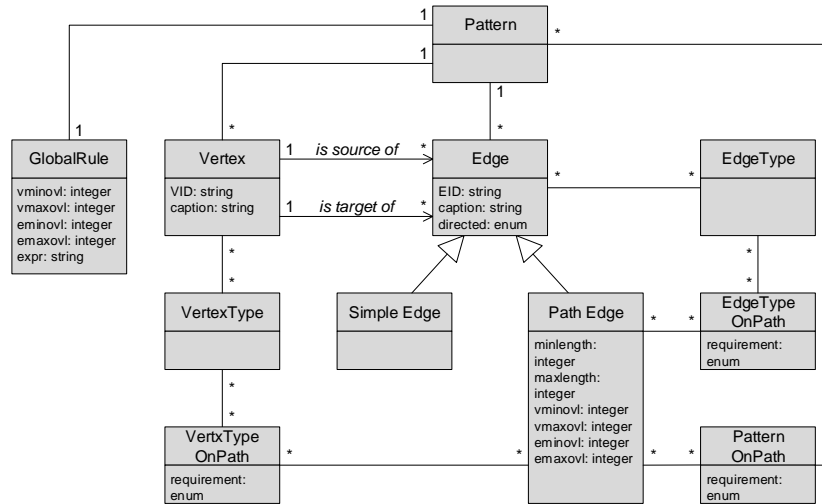 Pattern
1
1
*
1
1
*
*
GlobalRule
vminovl: integer
vmaxovl: integer
eminovl: integer
emaxovl: integer
expr: string
Vertex
VID: string
caption: string
1
is source of
*
1
is target of
*
Edge
EID: string
caption: string
directed: enum
*
*
EdgeType
*
*
*
*
VertexType
Simple Edge
Path Edge
minlength:
integer
maxlength:
integer
vminovl: integer
vmaxovl: integer
eminovl: integer
emaxovl: integer
*
*
EdgeType
OnPath
requirement:
enum
*
*
VertxType
OnPath
requirement:
enum
*
*
*
*
Pattern
OnPath
requirement:
enum